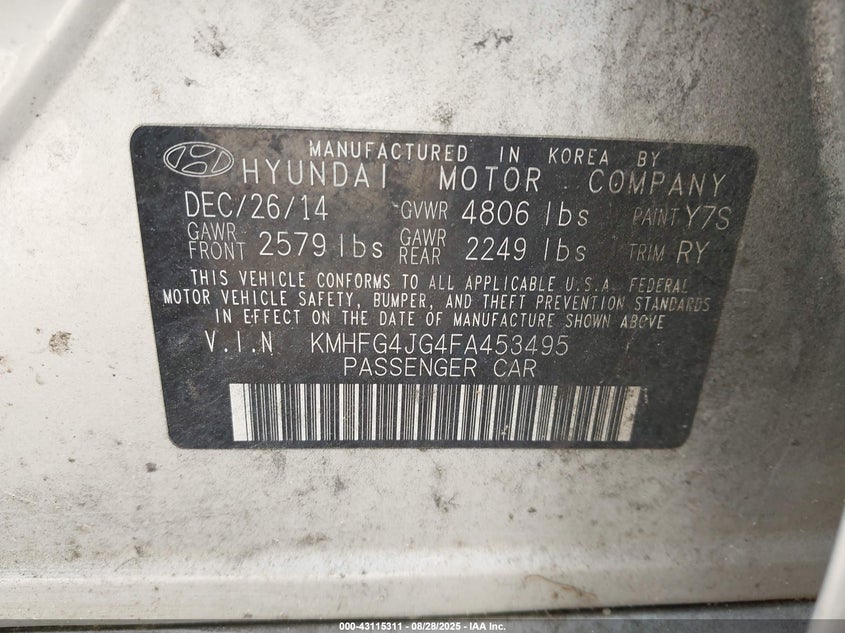 MANUFACTURED IN KOREA BY
HYUNDAI MOTOR COMPANY
DEC/26/14 GVWR 4806 lbs PAINT Y7S
GAWR FRONT 2579 lbs GAWR REAR 2249 lbs TRIM RY
THIS VEHICLE CONFORMS TO ALL APPLICABLE U.S.A. FEDERAL
MOTOR VEHICLE SAFETY, BUMPER, AND THEFT PREVENTION STANDARDS
IN EFFECT ON THE DATE OF MANUFACTURE SHOWN ABOVE
V.I.N KMHFG4JG4FA453495
PASSENGER CAR
000-43115311 - 08/28/2025 - IAA Inc.